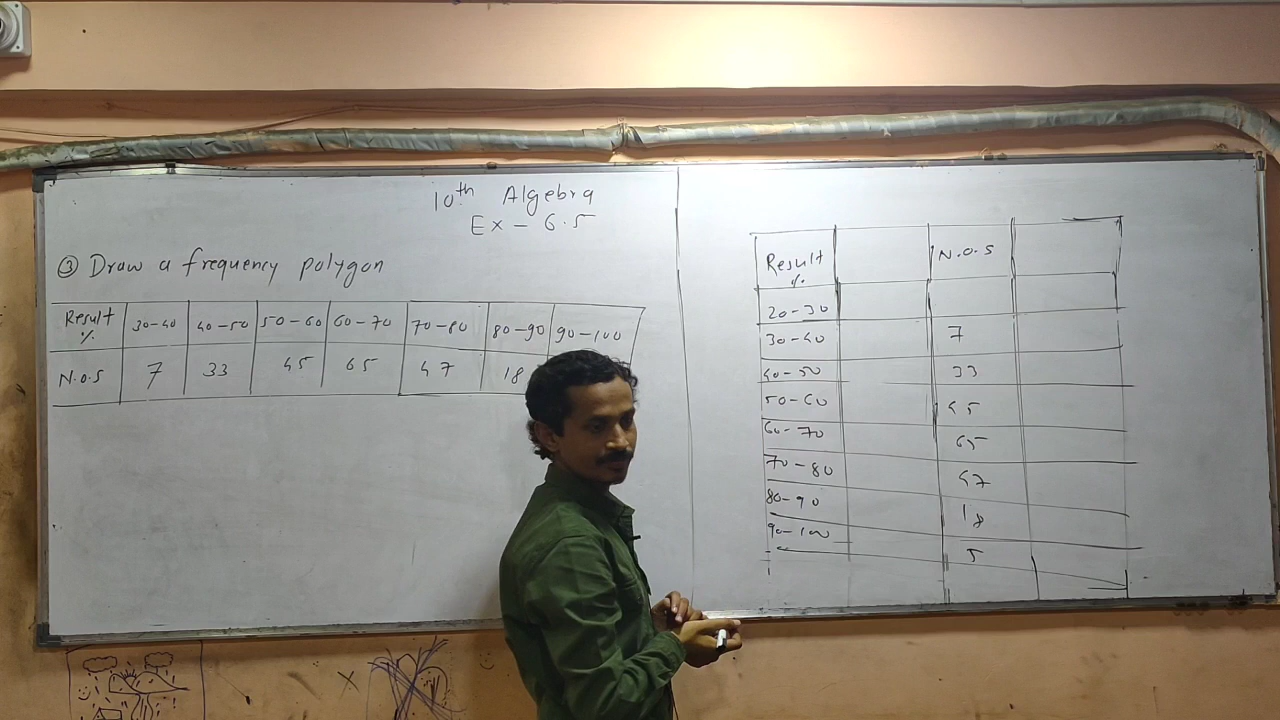 10th Algebra
Ex - 6.5
③ Draw a frequency polygon
Result % 30-40 40-50 50-60 60-70 70-80 80-90 90-100
N.O.S 7 33 45 65 47 18
Result % N.O.S
20-30
30-40 7
40-50 33
50-60 45
60-70 65
70-80 47
80-90 18
90-100 5